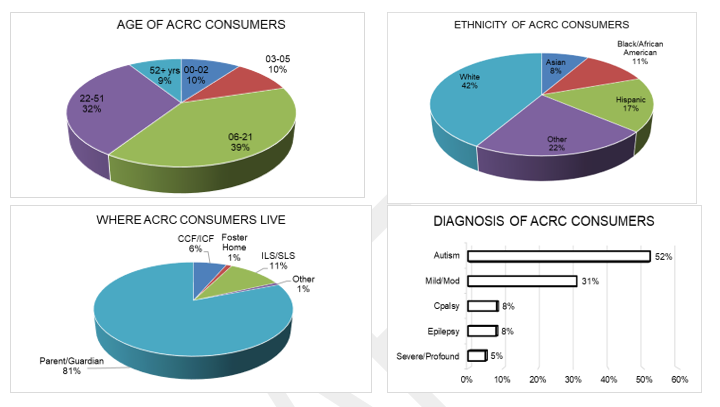 AGE OF ACRC CONSUMERS
52+ yrs
9%
00-02
10%
03-05
10%
22-51
32%
06-21
39%
ETHNICITY OF ACRC CONSUMERS
Asian
8%
Black/African
American
11%
White
42%
Hispanic
17%
Other
22%
WHERE ACRC CONSUMERS LIVE
CCF/ICF
6%
Foster
Home
1%
ILS/SLS
11%
Other
1%
Parent/Guardian
81%
DIAGNOSIS OF ACRC CONSUMERS
Autism 52%
Mild/Mod 31%
Cpalsy 8%
Epilepsy 8%
Severe/Profound 5%
0% 10% 20% 30% 40% 50% 60%